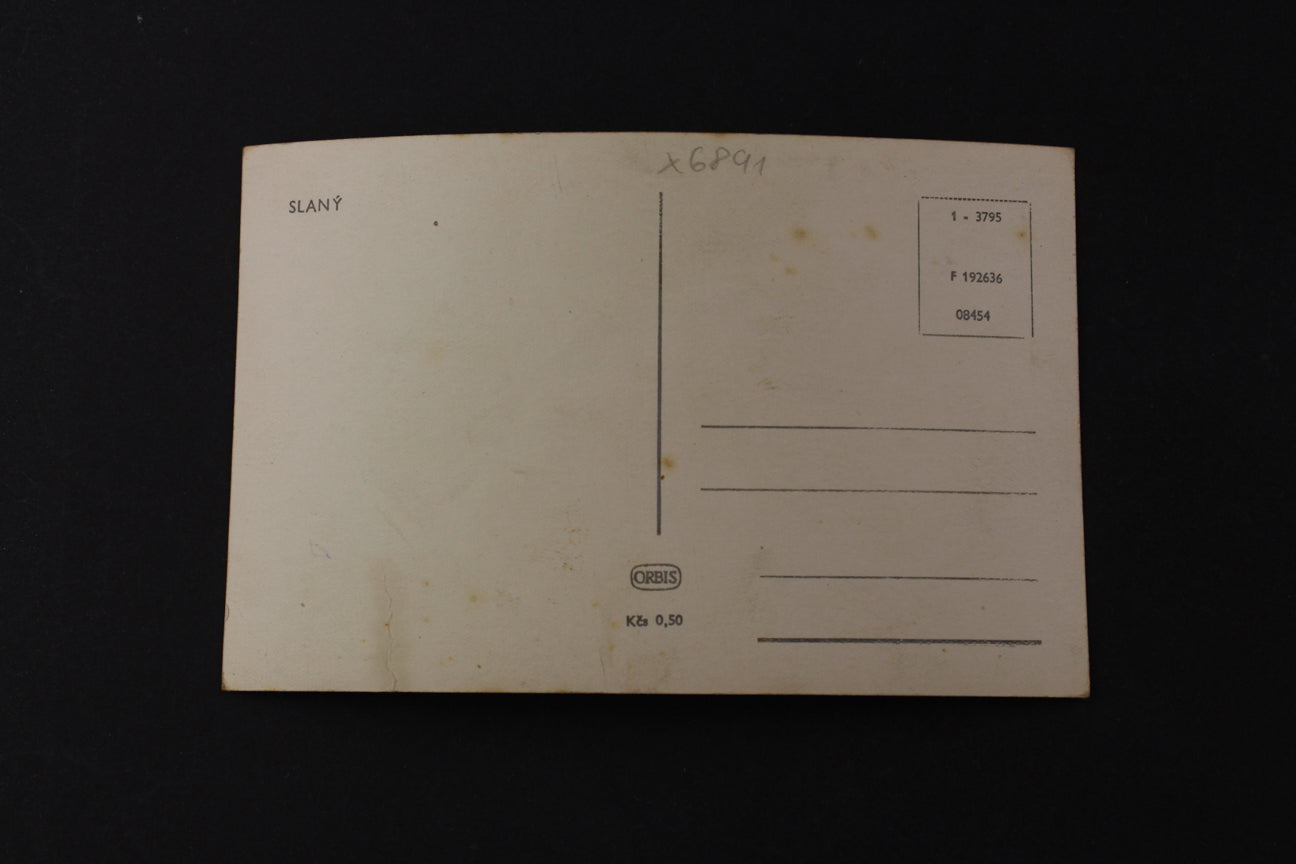 x6891
SLANÝ
1 - 3795
F 192636
08454
ORBIS
Kčs 0,50